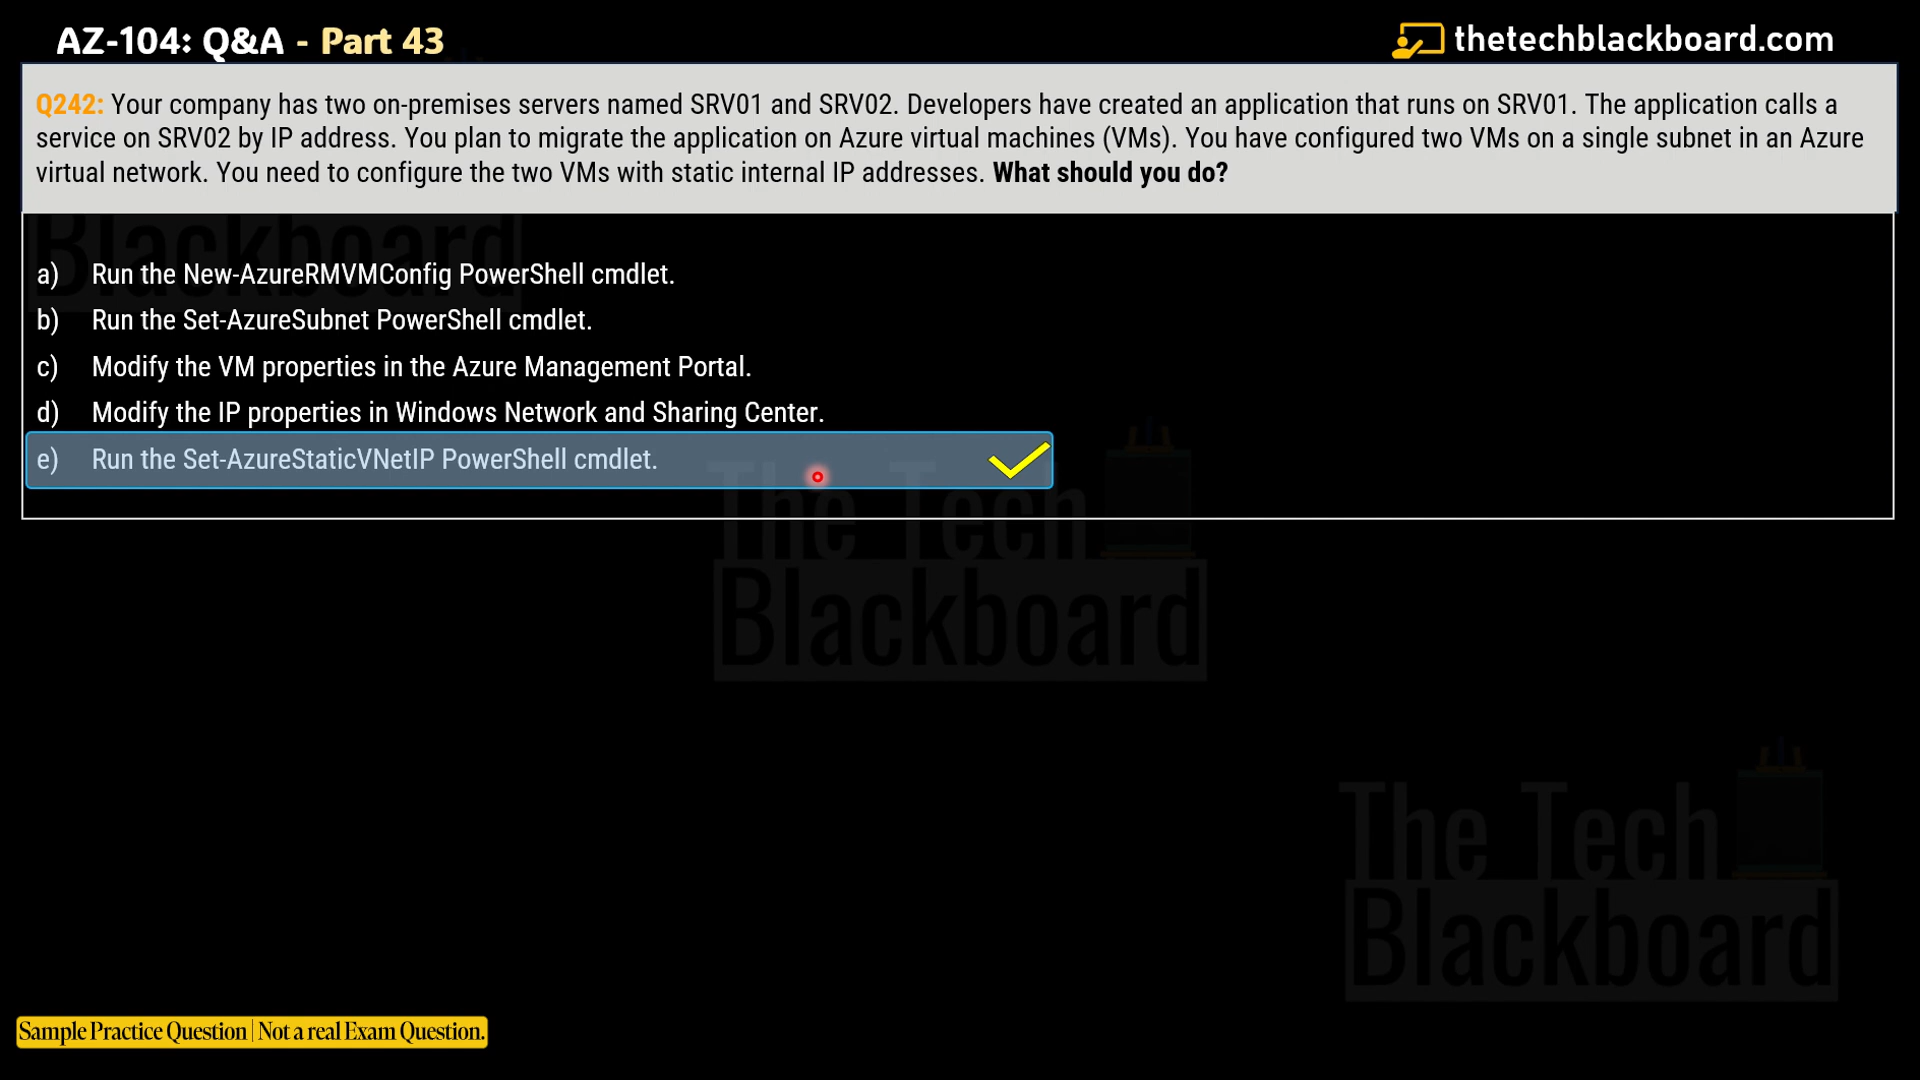 AZ-104: Q&A - Part 43
thetechblackboard.com
Q242: Your company has two on-premises servers named SRV01 and SRV02. Developers have created an application that runs on SRV01. The application calls a
service on SRV02 by IP address. You plan to migrate the application on Azure virtual machines (VMs). You have configured two VMs on a single subnet in an Azure
virtual network. You need to configure the two VMs with static internal IP addresses. What should you do?
Blackboard
a) Run the New-AzureRMVMConfig PowerShell cmdlet.
b) Run the Set-AzureSubnet PowerShell cmdlet.
c) Modify the VM properties in the Azure Management Portal.
d) Modify the IP properties in Windows Network and Sharing Center.
e) Run the Set-AzureStaticVNetIP PowerShell cmdlet.
The Tech
Blackboard
The Tech
Blackboard
Sample Practice Question | Not a real Exam Question.